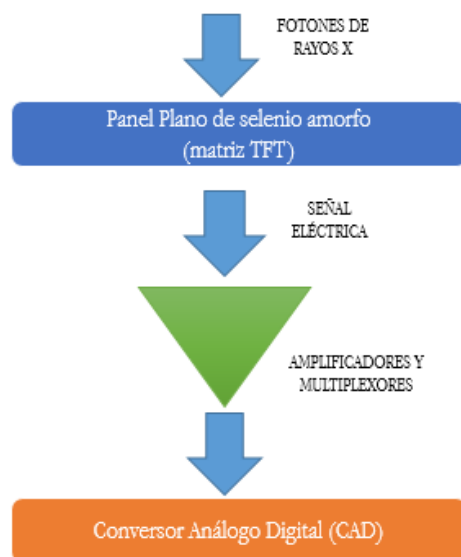 FOTONES DE
RAYOS X
Panel Plano de selenio amorfo
(matriz TFT)
SEÑAL
ELÉCTRICA
AMPLIFICADORES Y
MULTIPLEXORES
Conversor Análogo Digital (CAD)